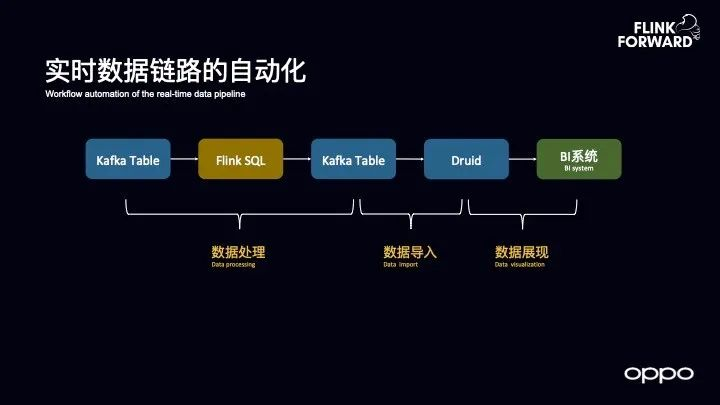 FLINK
FORWARD
实时数据链路的自动化
Workflow automation of the real-time data pipeline
Kafka Table
Flink SQL
Kafka Table
Druid
BI系统
BI system
数据处理
Data processing
数据导入
Data Import
数据展现
Data visualization
oppo